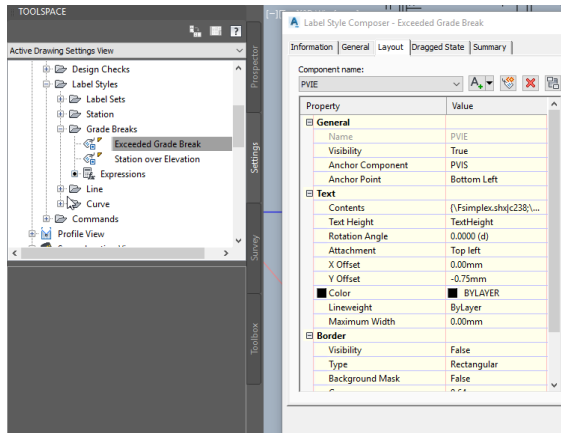 TOOLSPACE
Active Drawing Settings View
Design Checks
Label Styles
Label Sets
Station
Grade Breaks
Exceeded Grade Break
Station over Elevation
Expressions
Line
Curve
Commands
Profile View
Prospector
Settings
Survey
Toolbox
Label Style Composer - Exceeded Grade Break
Information General Layout Dragged State Summary
Component name:
PVIE
Property Value
General
Name PVIE
Visibility True
Anchor Component PVIS
Anchor Point Bottom Left
Text
Contents {\Fsimplex.shx|c238;\...
Text Height TextHeight
Rotation Angle 0.0000 (d)
Attachment Top left
X Offset 0.00mm
Y Offset -0.75mm
Color BYLAYER
Lineweight ByLayer
Maximum Width 0.00mm
Border
Visibility False
Type Rectangular
Background Mask False